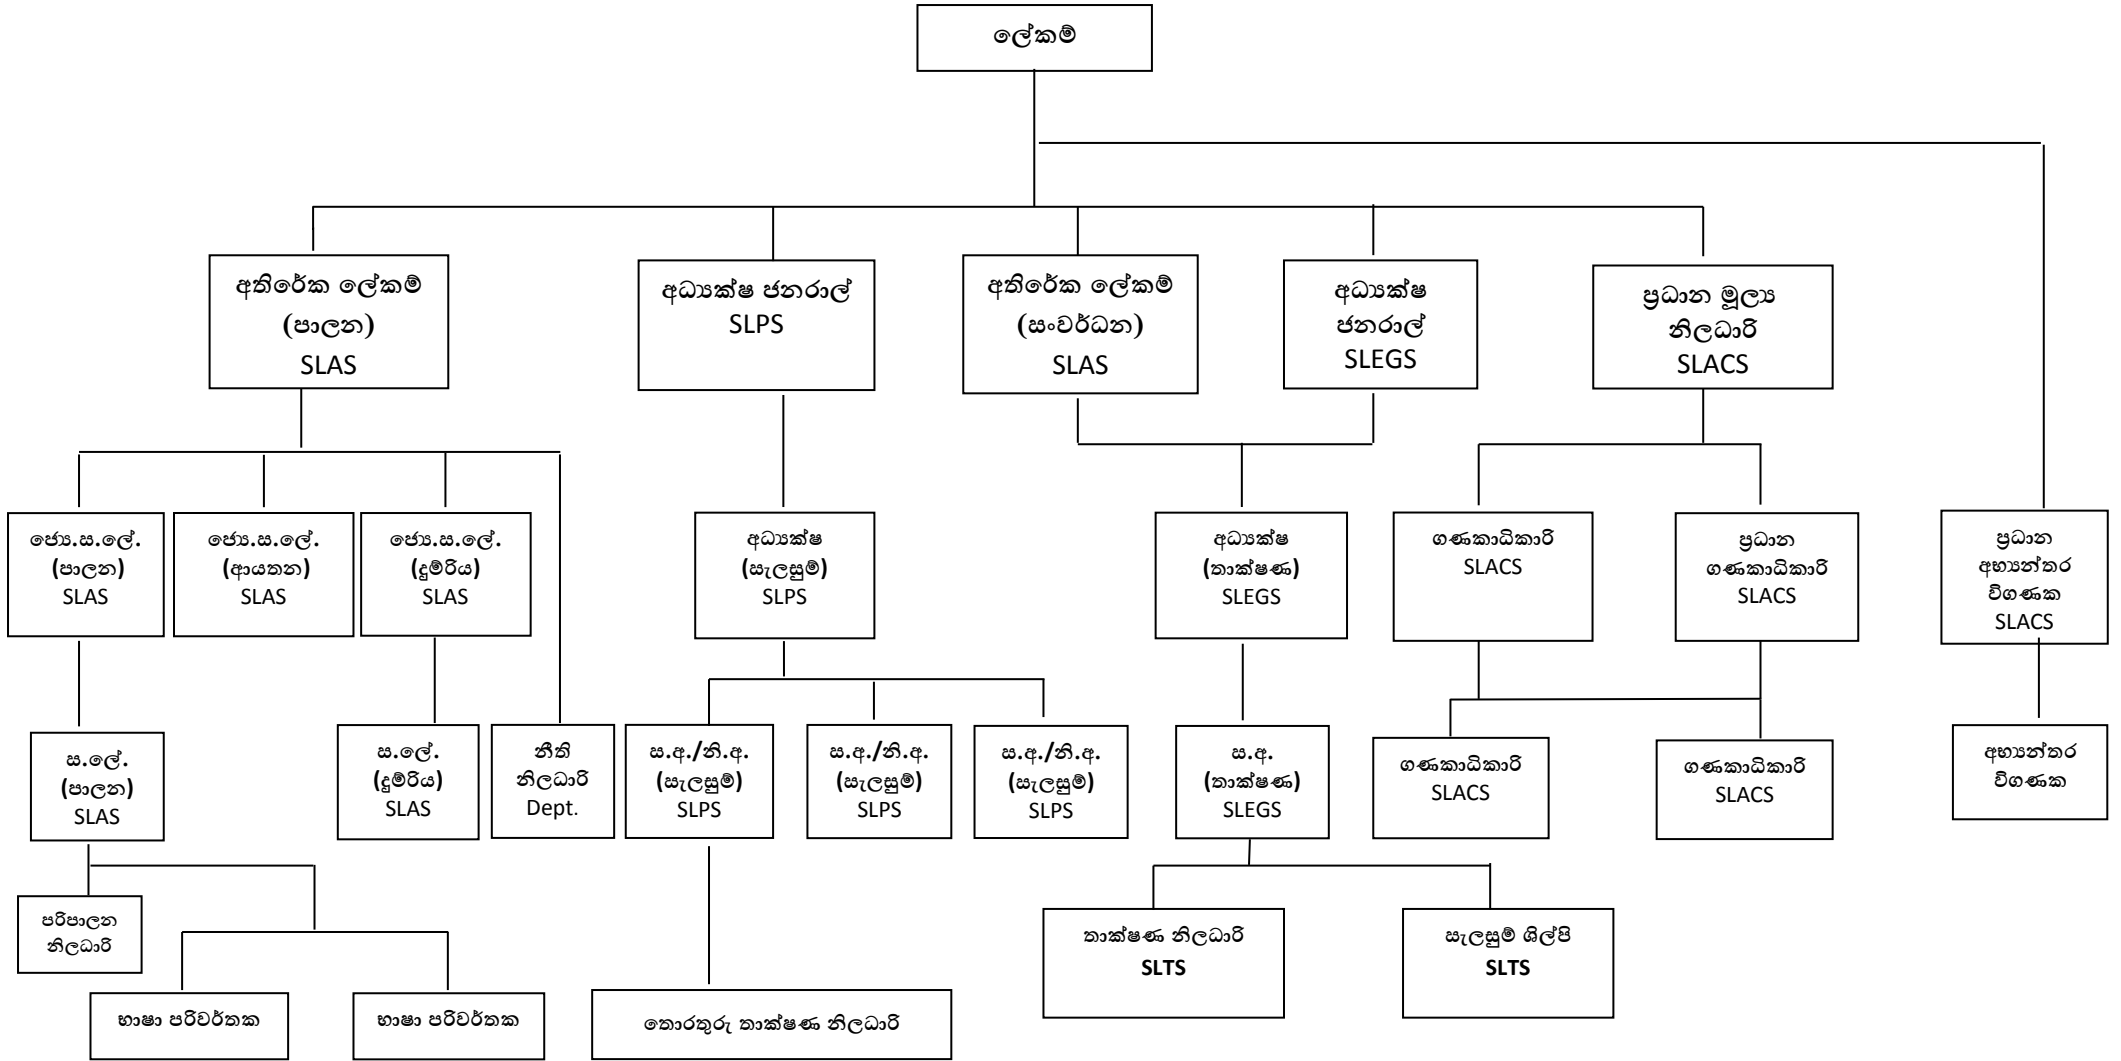 ලේකම්
අතිරේක ලේකම්
(පාලන)
SLAS
අධ්‍යක්ෂ ජනරාල්
SLPS
අතිරේක ලේකම්
(සංවර්ධන)
SLAS
අධ්‍යක්ෂ
ජනරාල්
SLEGS
ප්‍රධාන මූල්‍ය
නිලධාරි
SLACS
ජ්‍යෙ.ස.ලේ.
(පාලන)
SLAS
ජ්‍යෙ.ස.ලේ.
(ආයතන)
SLAS
ජ්‍යෙ.ස.ලේ.
(දුම්රිය)
SLAS
අධ්‍යක්ෂ
(සැලසුම්)
SLPS
අධ්‍යක්ෂ
(තාක්ෂණ)
SLEGS
ගණකාධිකාරි
SLACS
ප්‍රධාන
ගණකාධිකාරි
SLACS
ප්‍රධාන
අභ්‍යන්තර
විගණක
SLACS
ස.ලේ.
(පාලන)
SLAS
ස.ලේ.
(දුම්රිය)
SLAS
නීති
නිලධාරි
Dept.
ස.අ./නි.අ.
(සැලසුම්)
SLPS
ස.අ./නි.අ.
(සැලසුම්)
SLPS
ස.අ./නි.අ.
(සැලසුම්)
SLPS
ස.අ.
(තාක්ෂණ)
SLEGS
ගණකාධිකාරි
SLACS
ගණකාධිකාරි
SLACS
අභ්‍යන්තර
විගණක
පරිපාලන
නිලධාරි
භාෂා පරිවර්තක
භාෂා පරිවර්තක
තොරතුරු තාක්ෂණ නිලධාරි
තාක්ෂණ නිලධාරි
SLTS
සැලසුම් ශිල්පි
SLTS